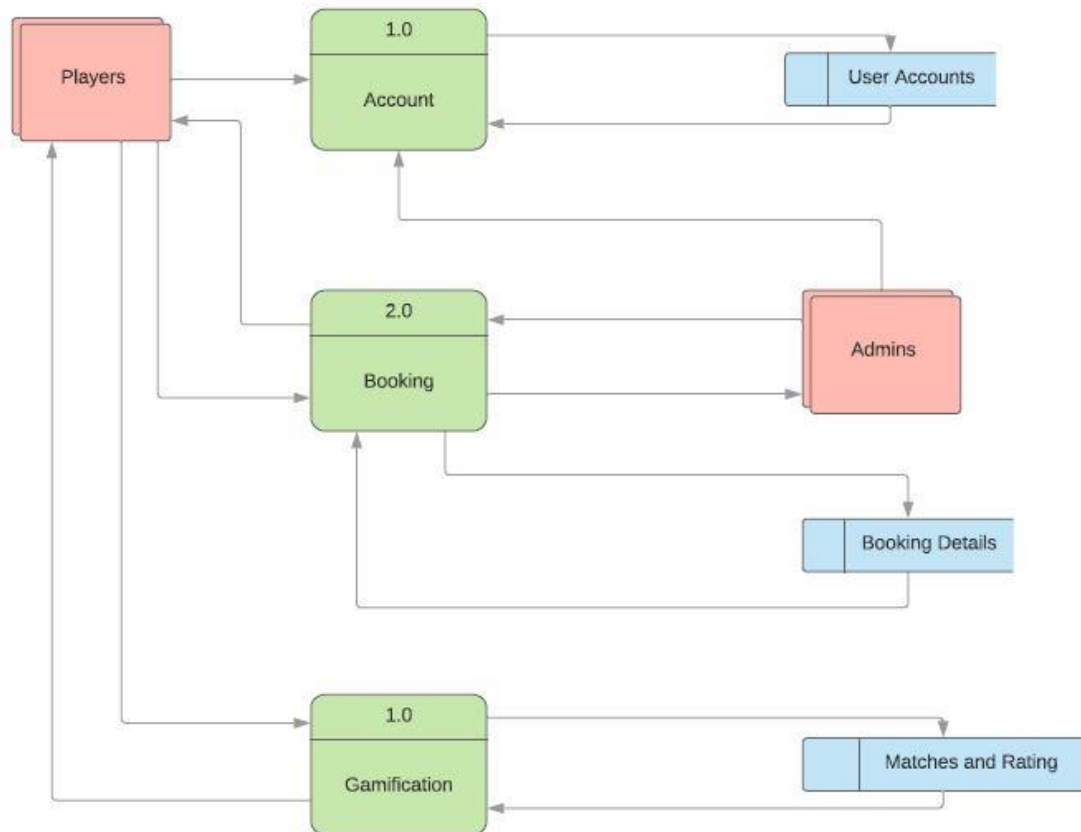 1.0
Players
User Accounts
Account
2.0
Admins
Booking
Booking Details
1.0
Matches and Rating
Gamification